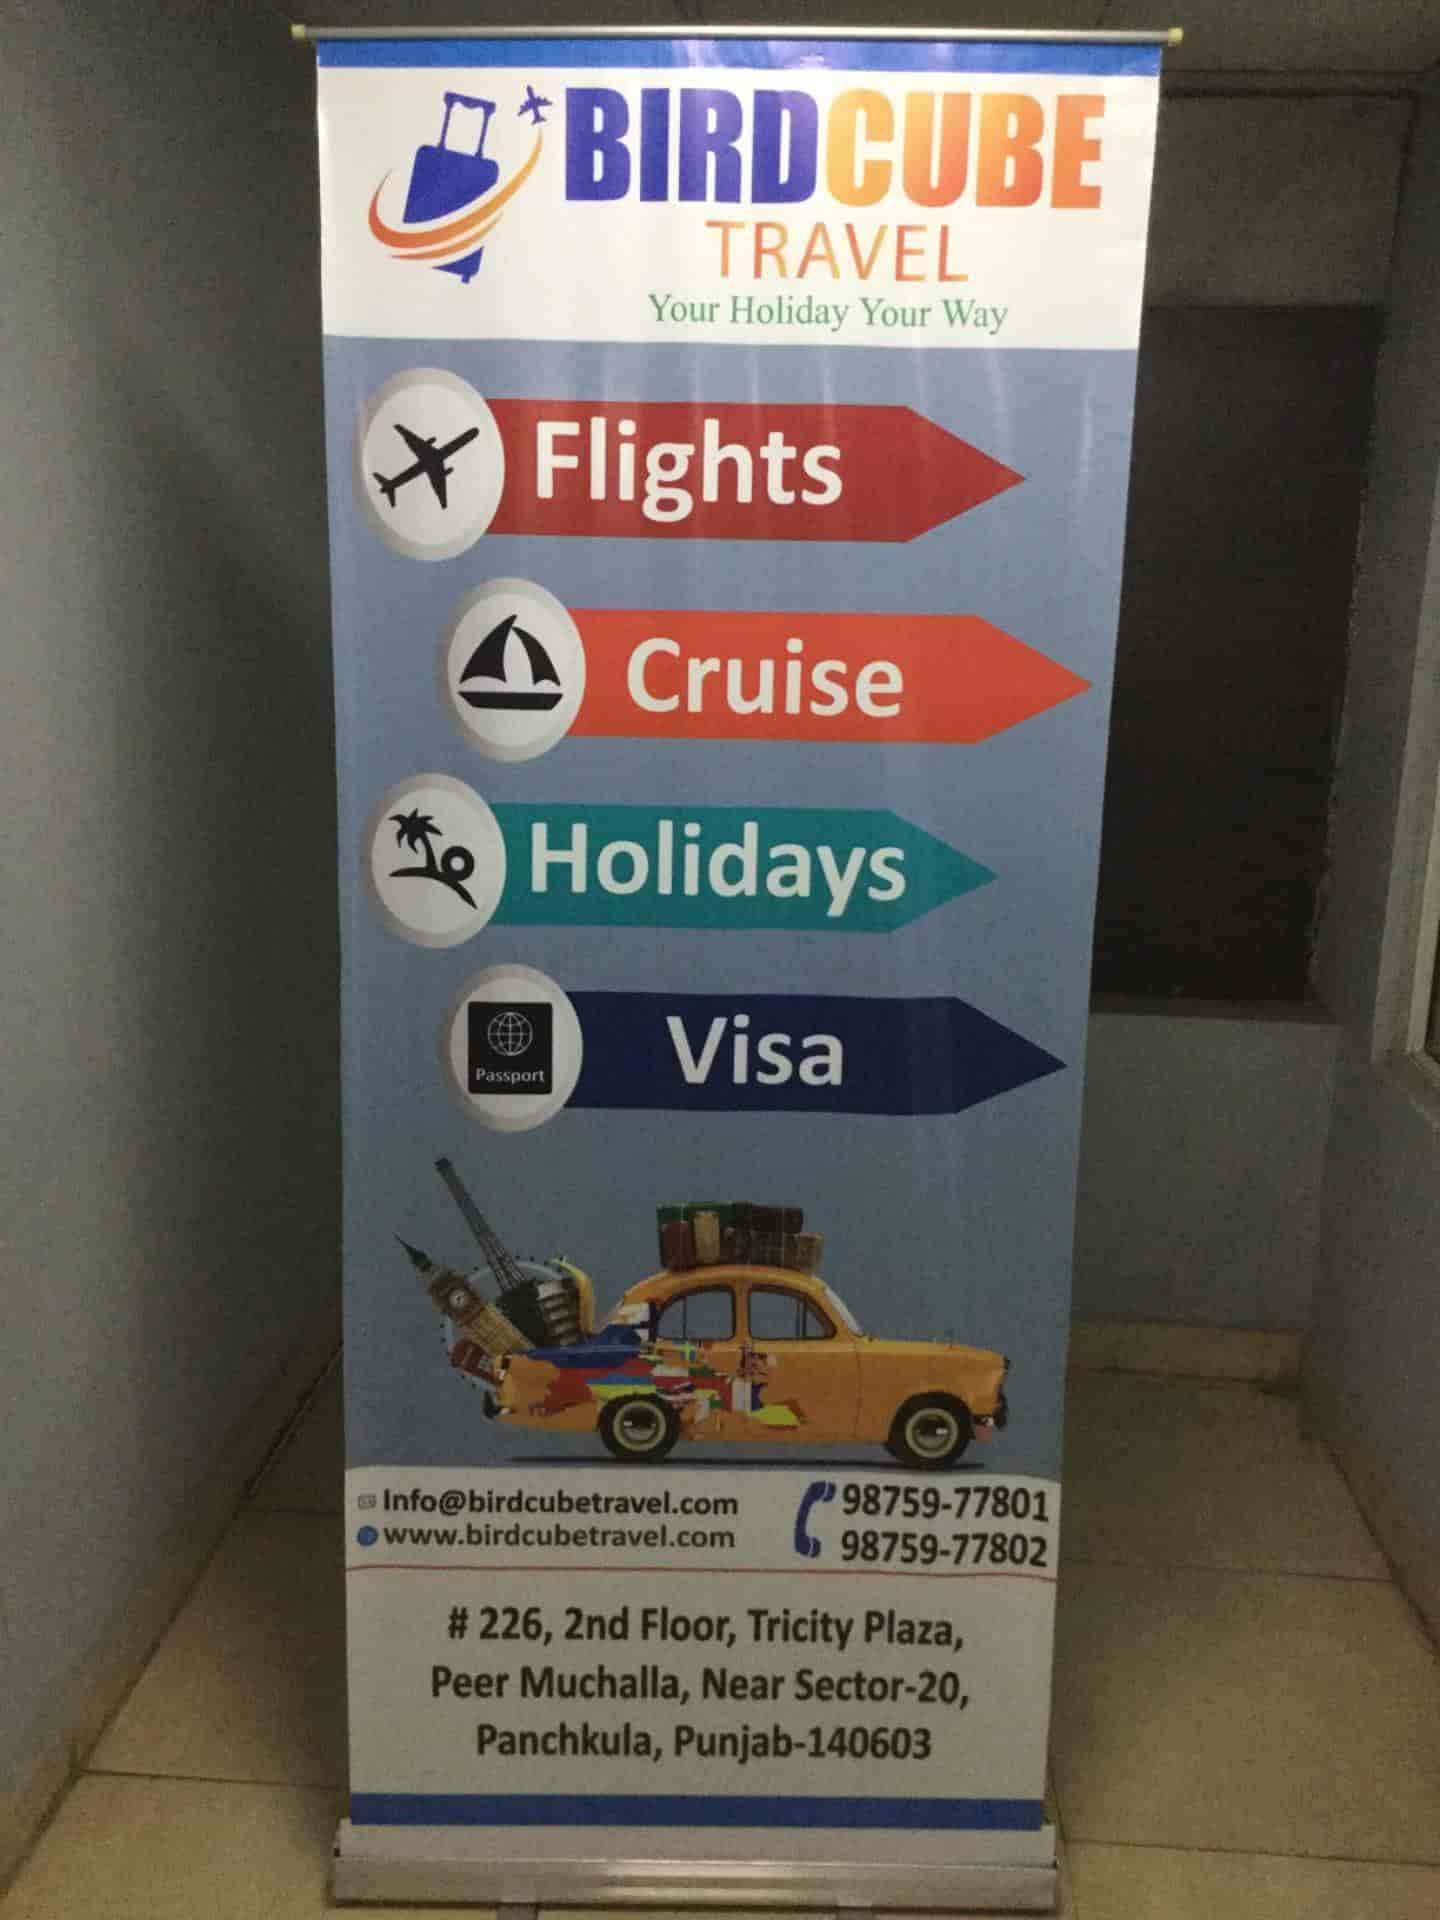 BIRDCUBE
TRAVEL
Your Holiday Your Way
Flights
Cruise
Holidays
Passport
Visa
Info@birdcubetravel.com
www.birdcubetravel.com
98759-77801
98759-77802
# 226, 2nd Floor, Tricity Plaza,
Peer Muchalla, Near Sector-20,
Panchkula, Punjab-140603